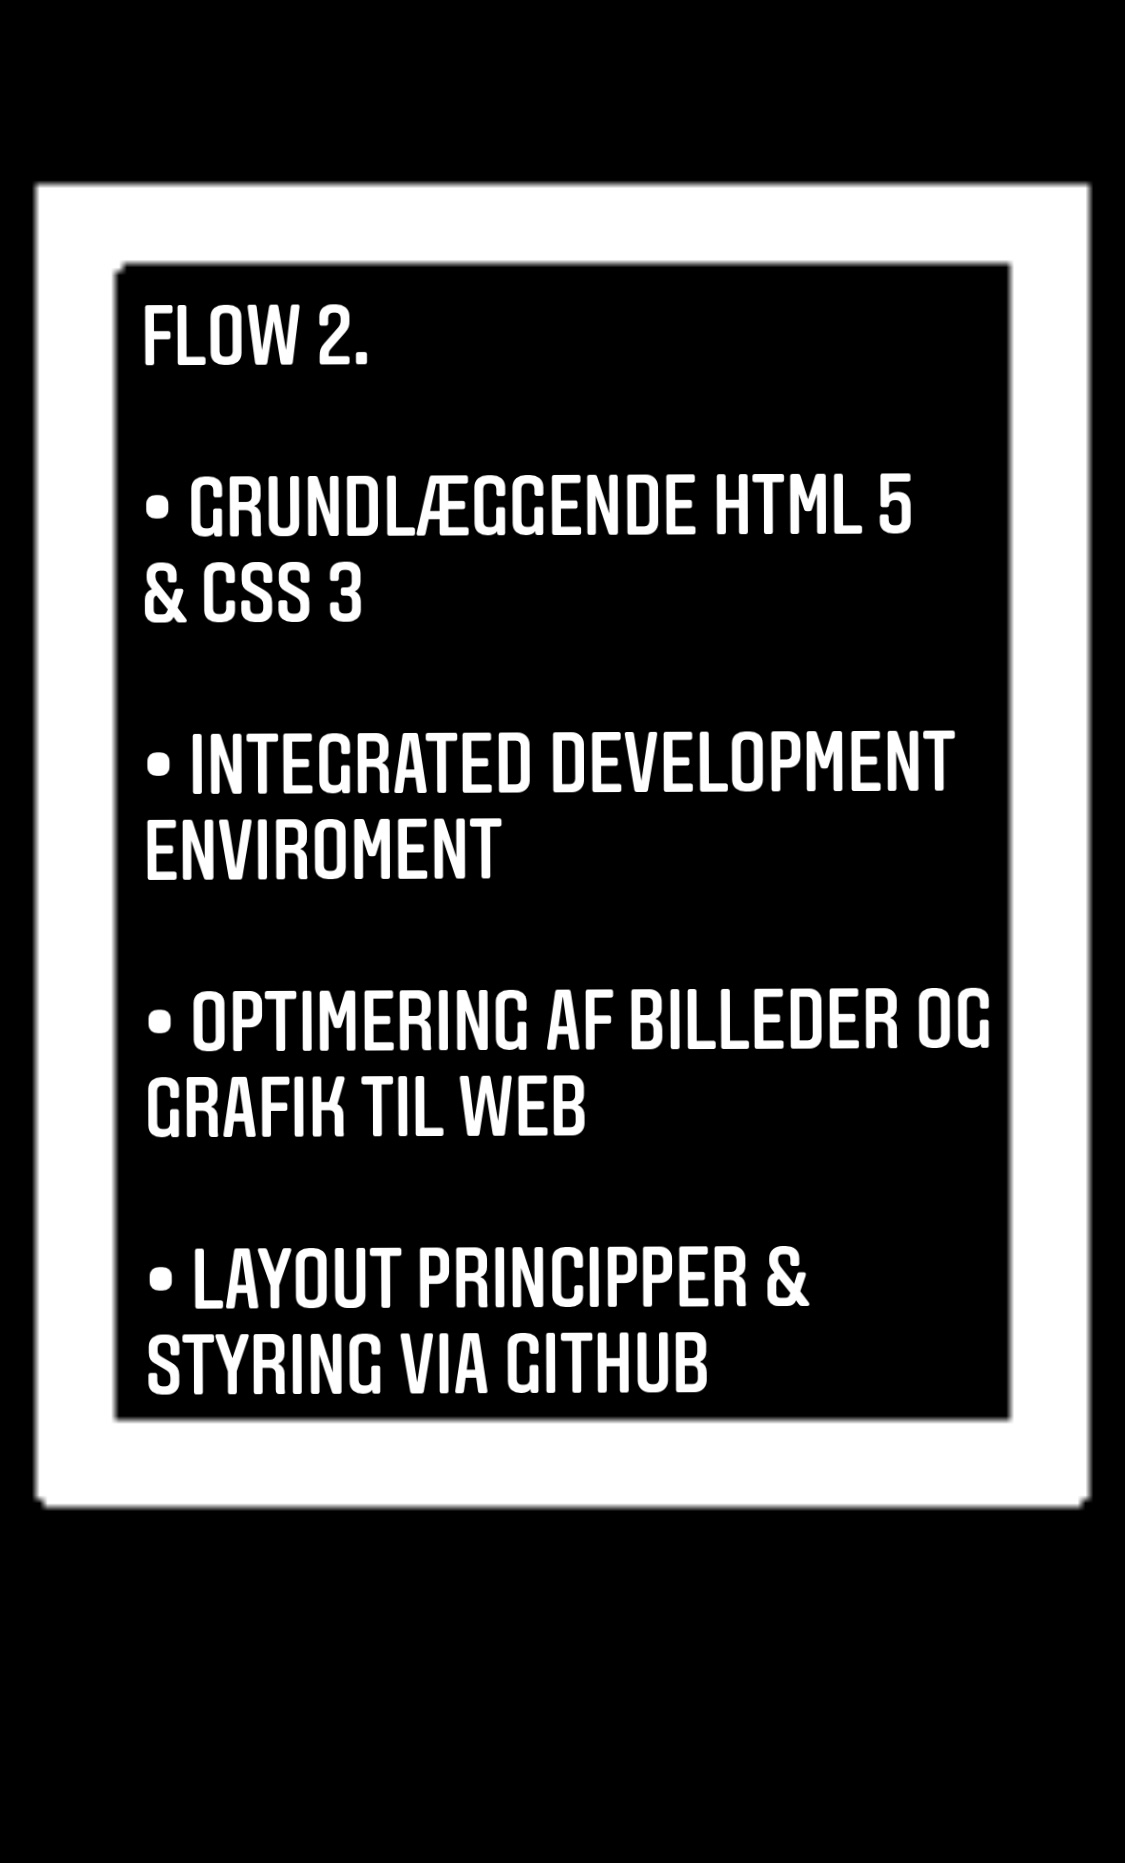 FLOW 2.
• GRUNDLÆGGENDE HTML 5
& CSS 3
• INTEGRATED DEVELOPMENT
ENVIROMENT
• OPTIMERING AF BILLEDER OG
GRAFIK TIL WEB
• LAYOUT PRINCIPPER &
STYRING VIA GITHUB